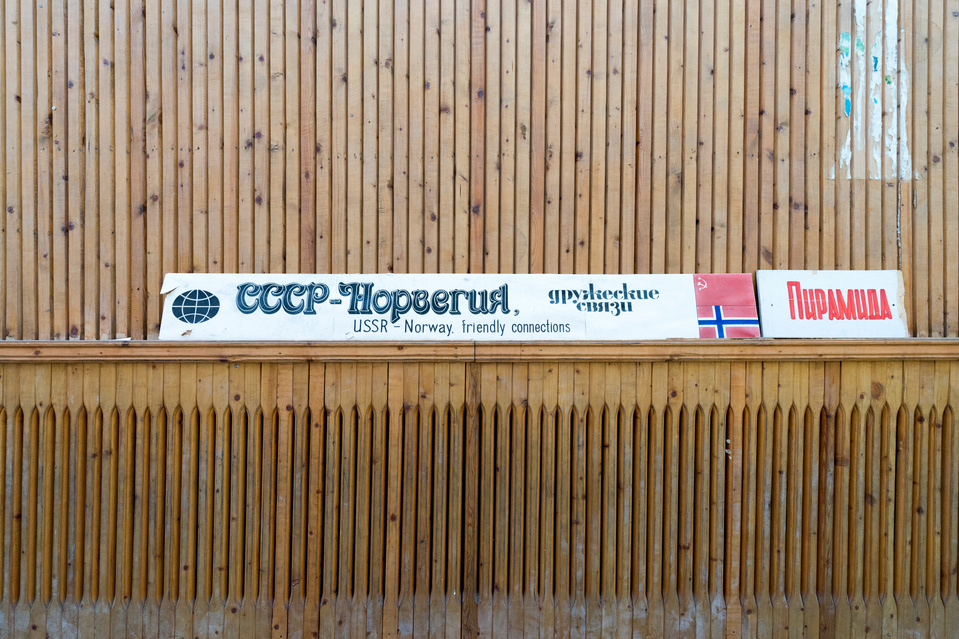 СССР-Норвегия,
дружеские
связи
USSR - Norway. friendly connections
ПИРАМИДА